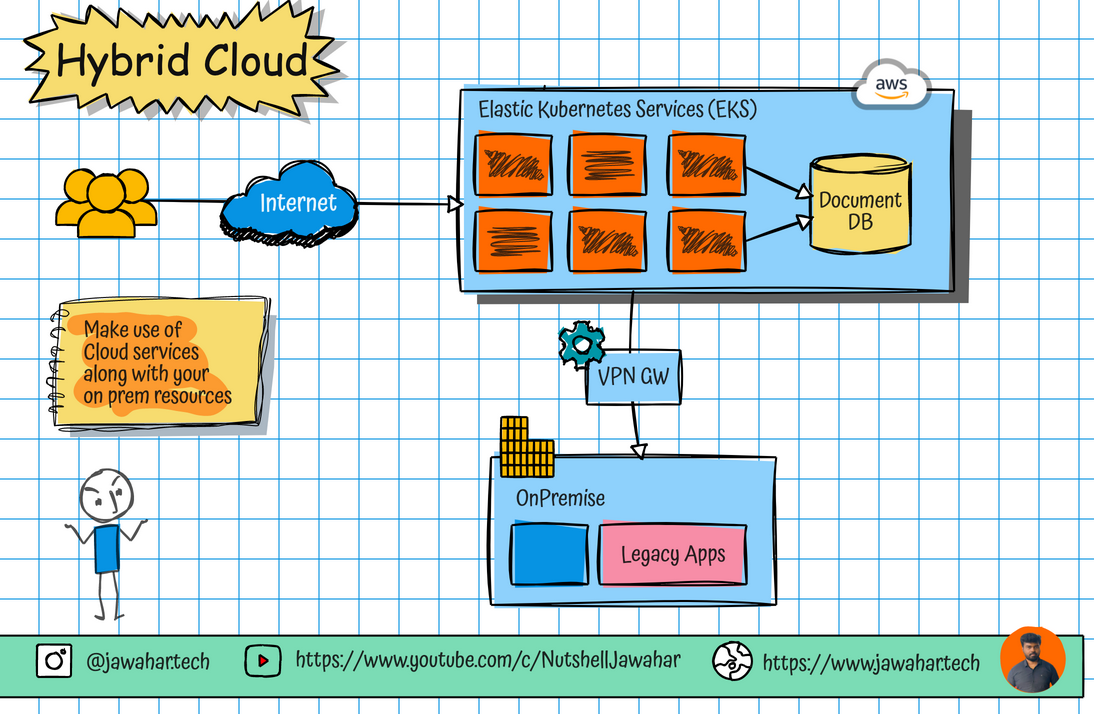 Hybrid Cloud
aws
Elastic Kubernetes Services (EKS)
Internet
Document
DB
Make use of
Cloud services
along with your
on prem resources
VPN GW
OnPremise
Legacy Apps
@jawahar.tech
https://www.youtube.com/c/NutshellJawahar
https://www.jawahar.tech